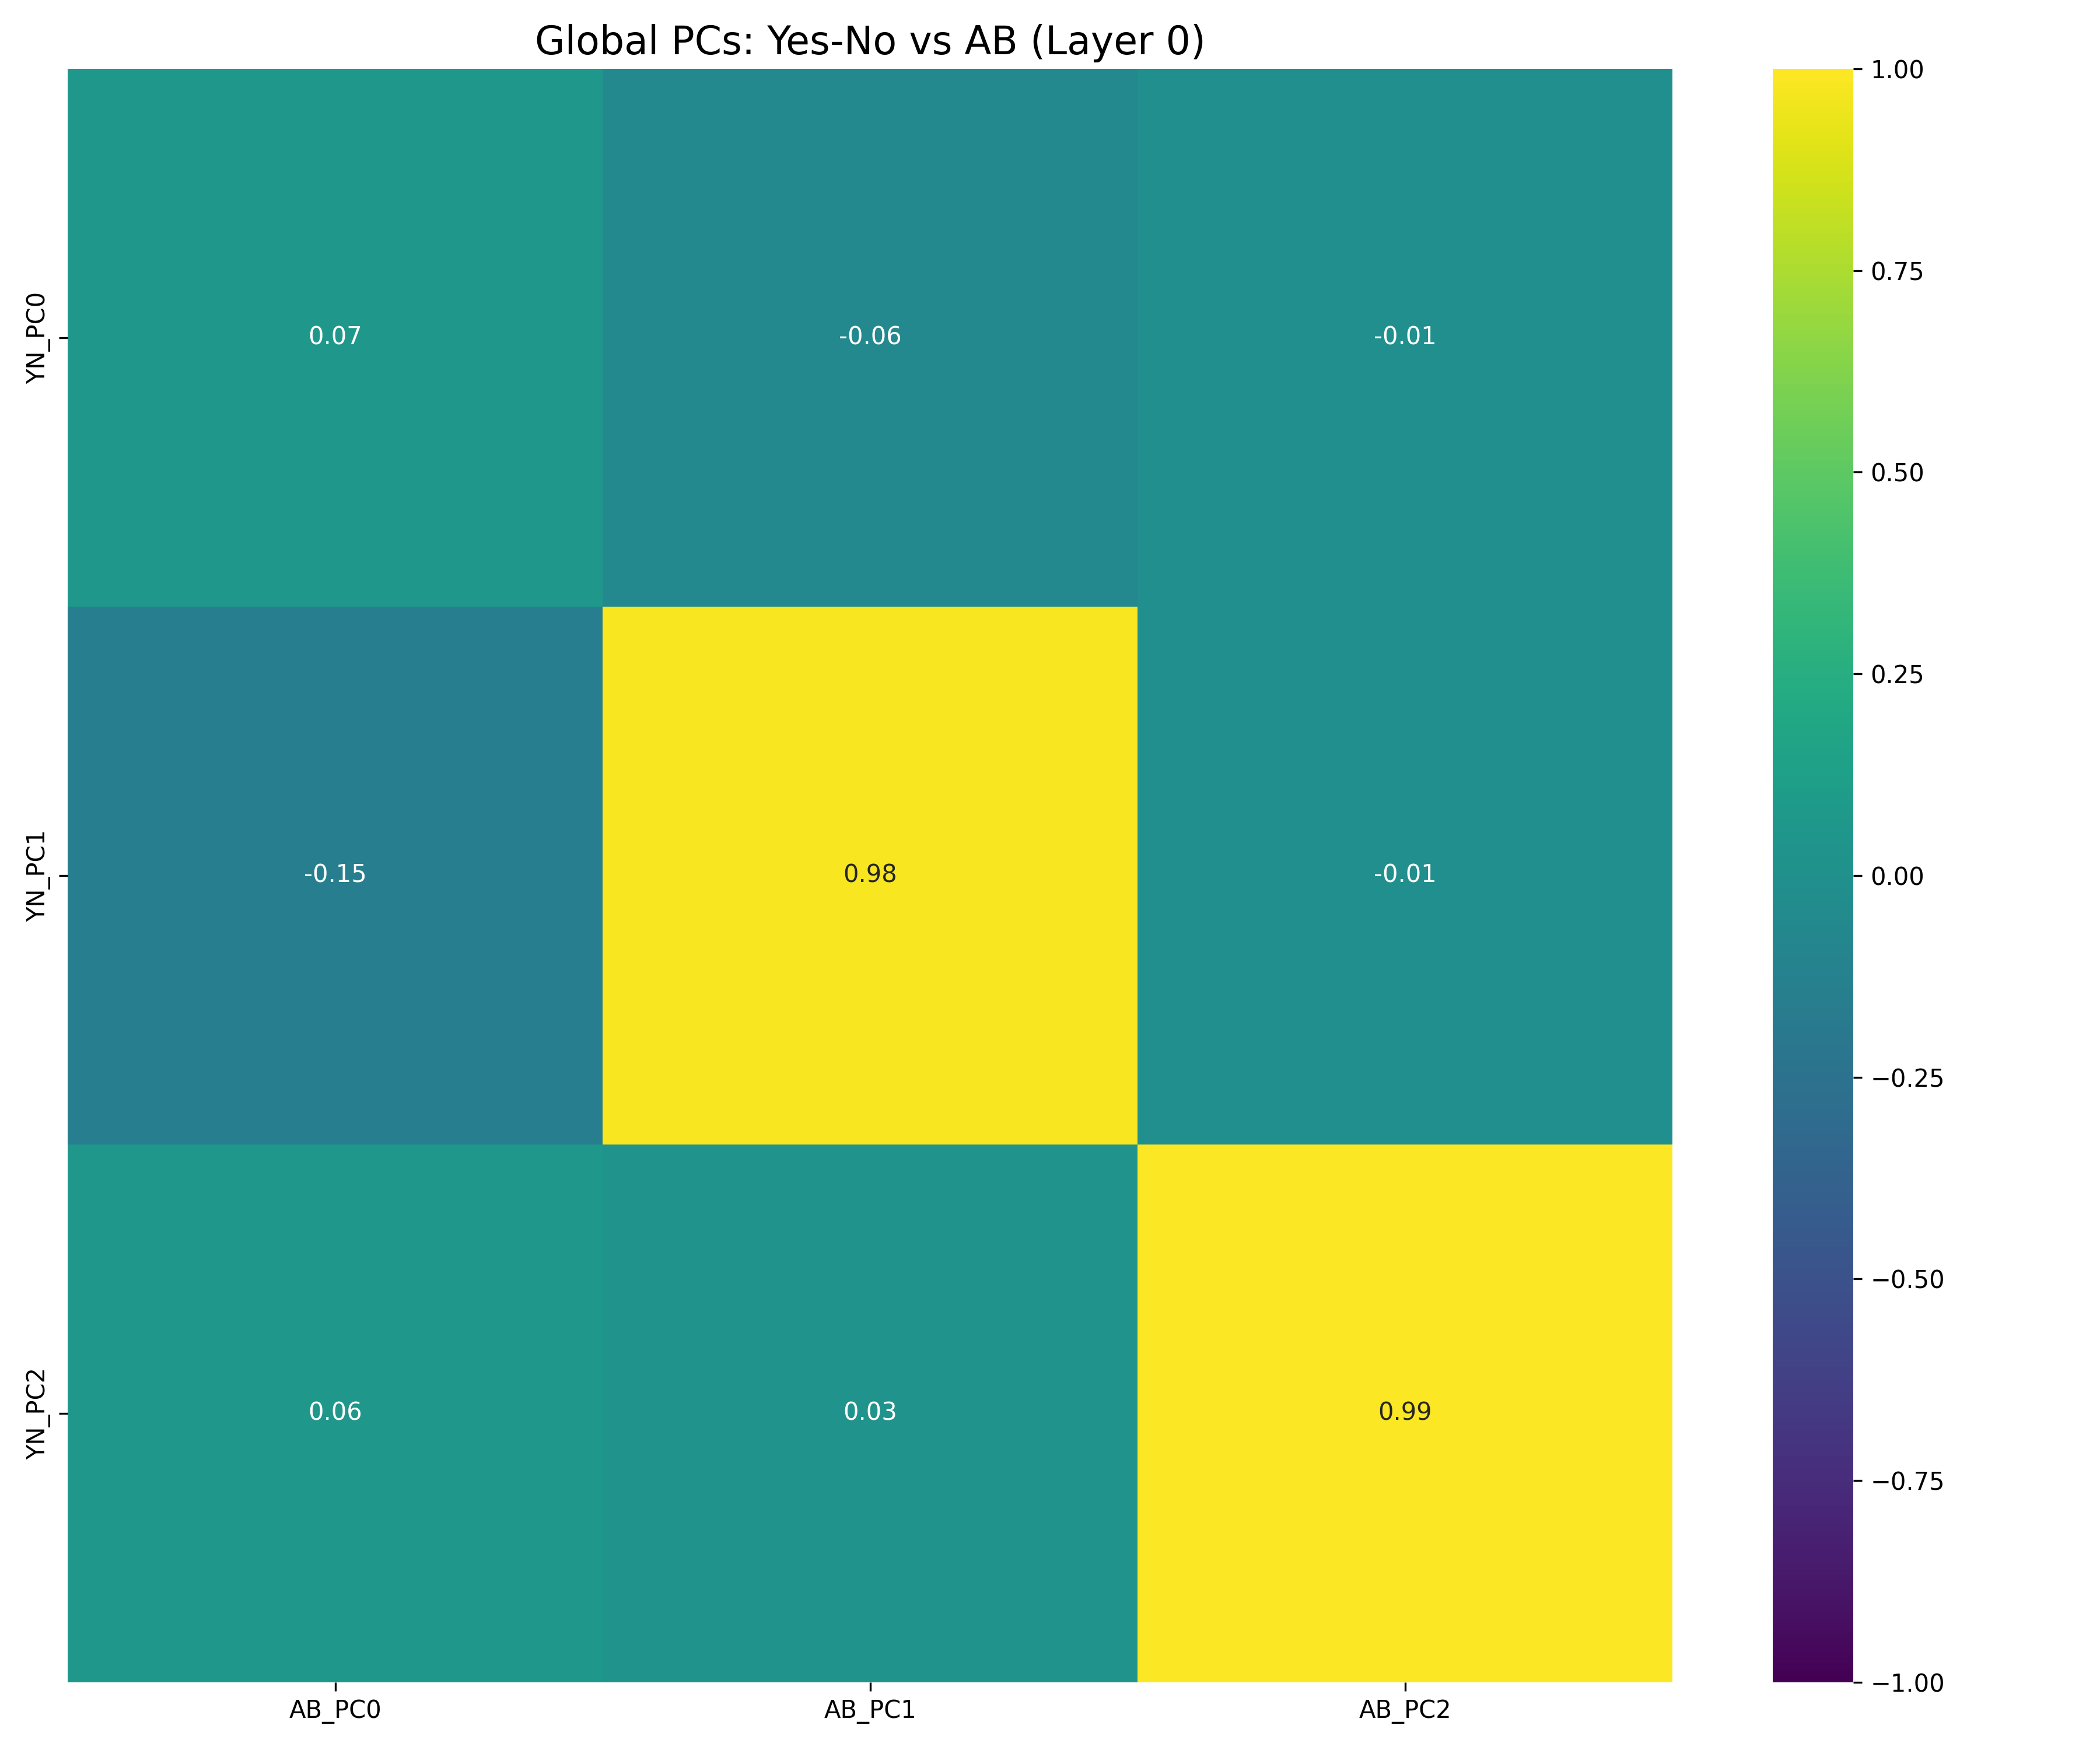 Global PCs: Yes-No vs AB (Layer 0)
YN_PC0
0.07 -0.06 -0.01
YN_PC1
-0.15 0.98 -0.01
YN_PC2
0.06 0.03 0.99
AB_PC0 AB_PC1 AB_PC2
1.00
0.75
0.50
0.25
0.00
−0.25
−0.50
−0.75
−1.00